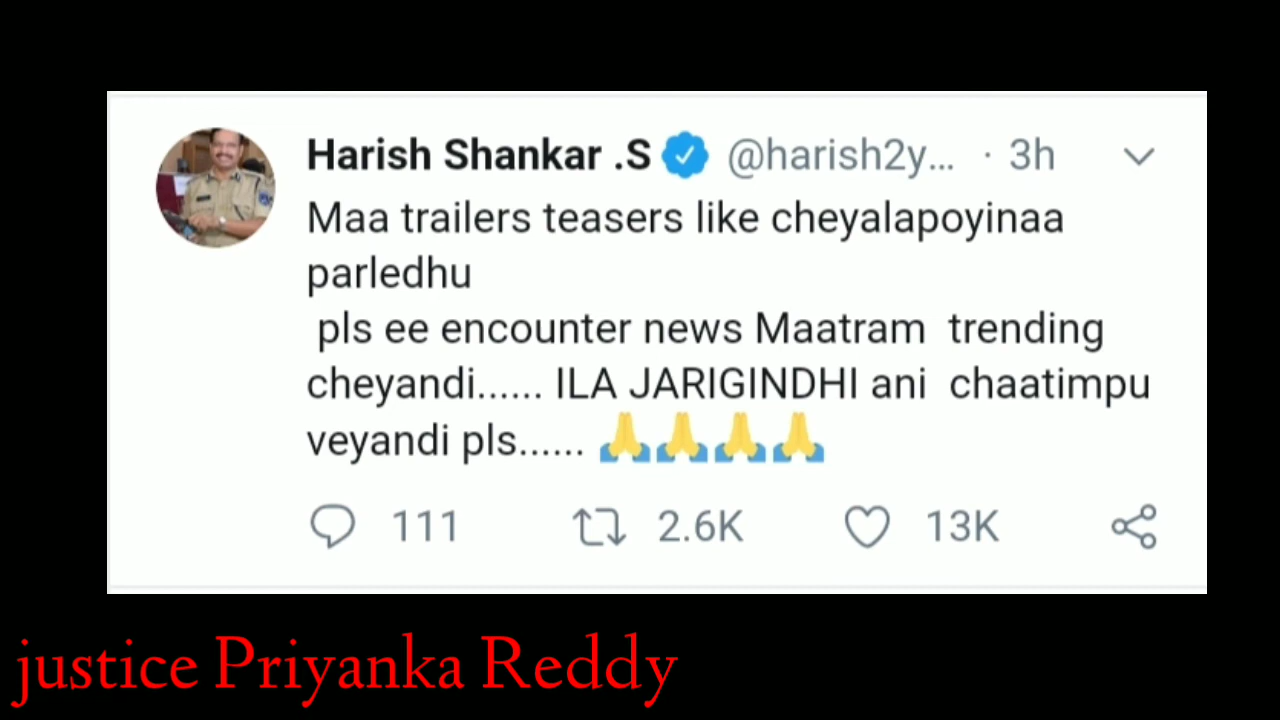 Harish Shankar .S @harish2y... · 3h
Maa trailers teasers like cheyalapoyinaa
parledhu
pls ee encounter news Maatram trending
cheyandi...... ILA JARIGINDHI ani chaatimpu
veyandi pls...... 🙏🙏🙏🙏
111 2.6K 13K
justice Priyanka Reddy